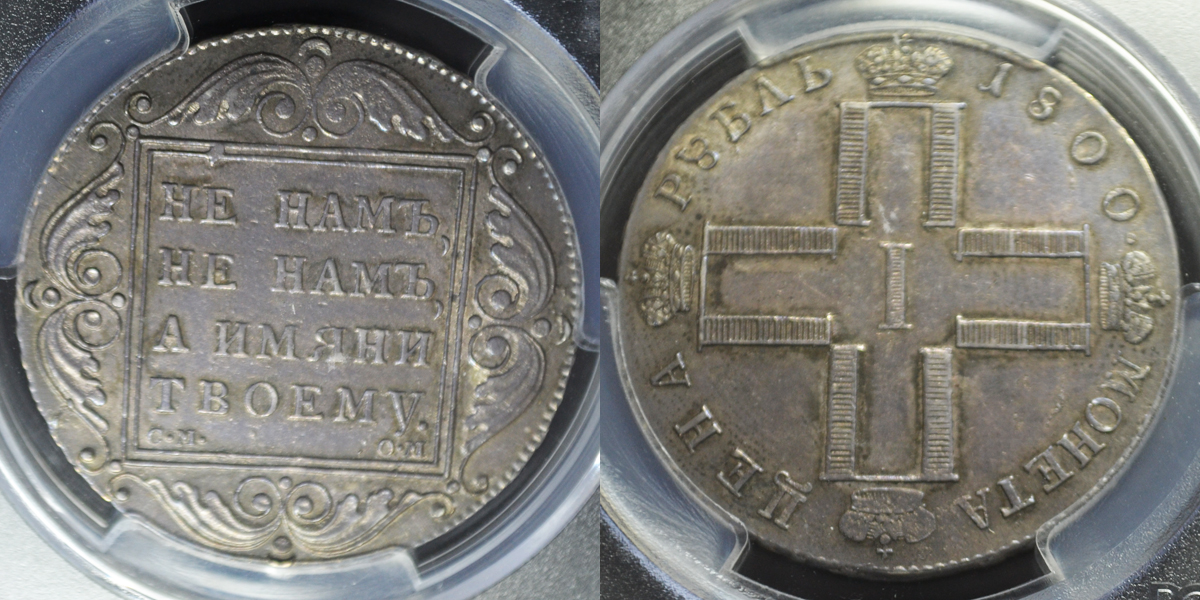 НЕ НАМЪ,
НЕ НАМЪ,
А ИМЯНИ
ТВОЕМУ.
С. М.
I
МОНЕТА ЦЕНА РУБЛЬ 1800.